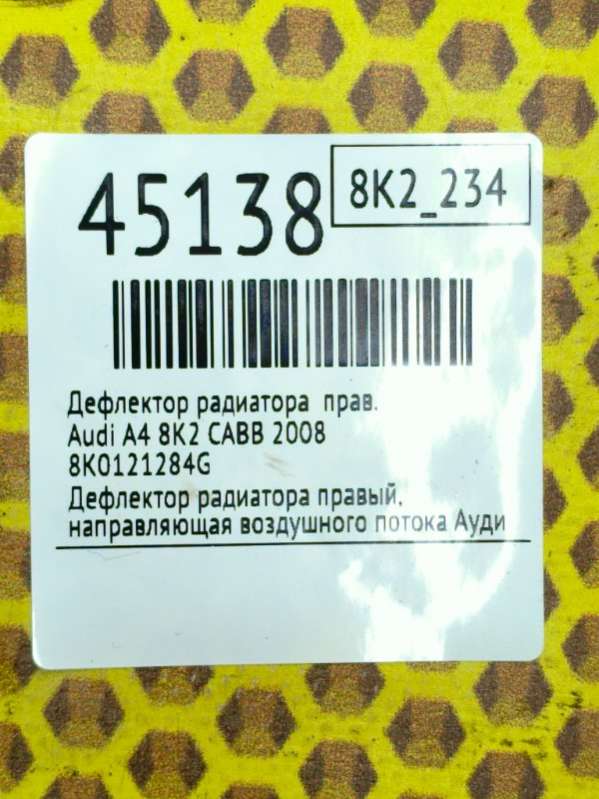 45138
8K2_234
Дефлектор радиатора прав.
Audi A4 8K2 CABB 2008
8K0121284G
Дефлектор радиатора правый,
направляющая воздушного потока Ауди